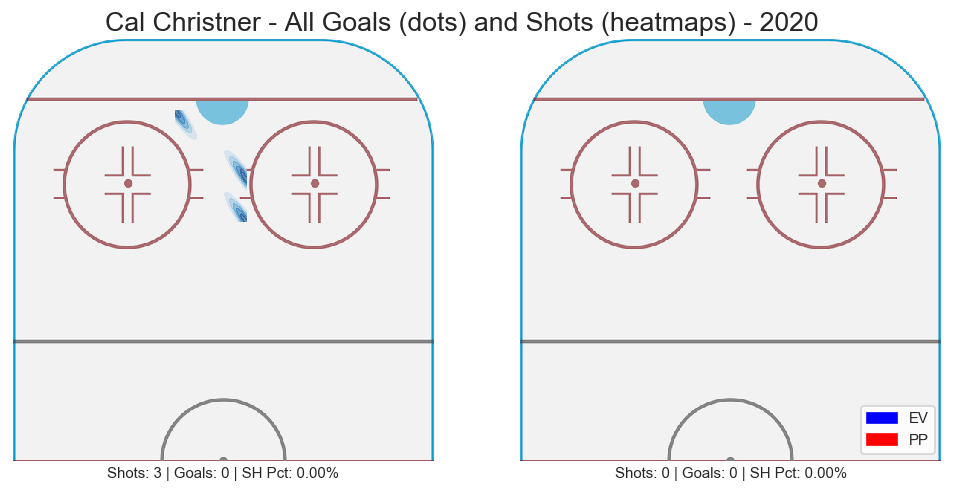 Cal Christner - All Goals (dots) and Shots (heatmaps) - 2020
EV
PP
Shots: 3 | Goals: 0 | SH Pct: 0.00%
Shots: 0 | Goals: 0 | SH Pct: 0.00%